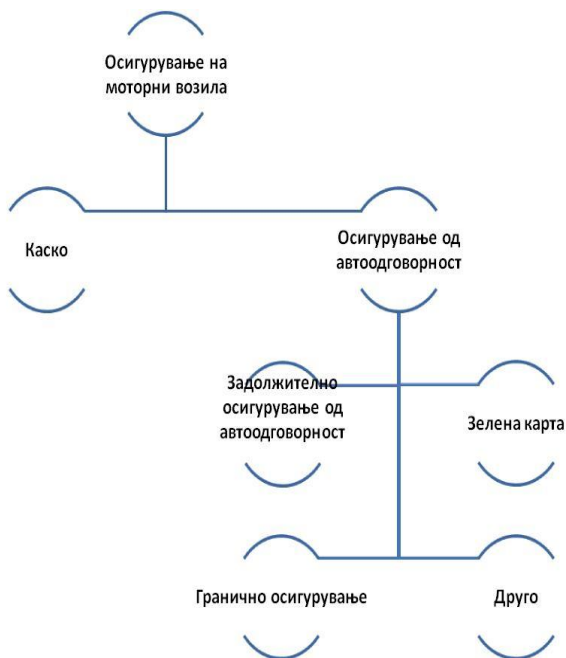 Осигурување на
моторни возила
Каско
Осигурување од
автоодговорност
Задолжително
осигурување од
автоодговорност
Зелена карта
Гранично осигурување
Друго